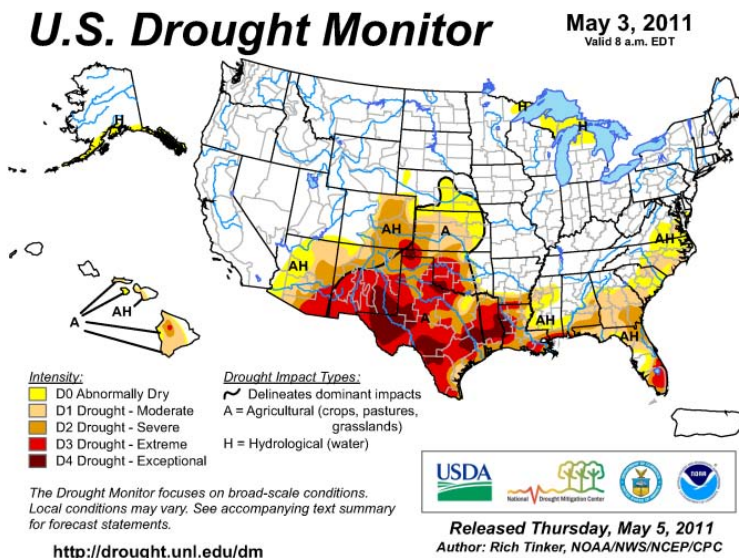 U.S. Drought Monitor
May 3, 2011
Valid 8 a.m. EDT
H
H
H
AH
A
AH
AH
A
AH
AH
A
AH
Intensity:
D0 Abnormally Dry
D1 Drought - Moderate
D2 Drought - Severe
D3 Drought - Extreme
D4 Drought - Exceptional
Drought Impact Types:
Delineates dominant impacts
A = Agricultural (crops, pastures,
grasslands)
H = Hydrological (water)
The Drought Monitor focuses on broad-scale conditions.
Local conditions may vary. See accompanying text summary
for forecast statements.
http://drought.unl.edu/dm
USDA
National Drought Mitigation Center
NOAA
Released Thursday, May 5, 2011
Author: Rich Tinker, NOAA/NWS/NCEP/CPC